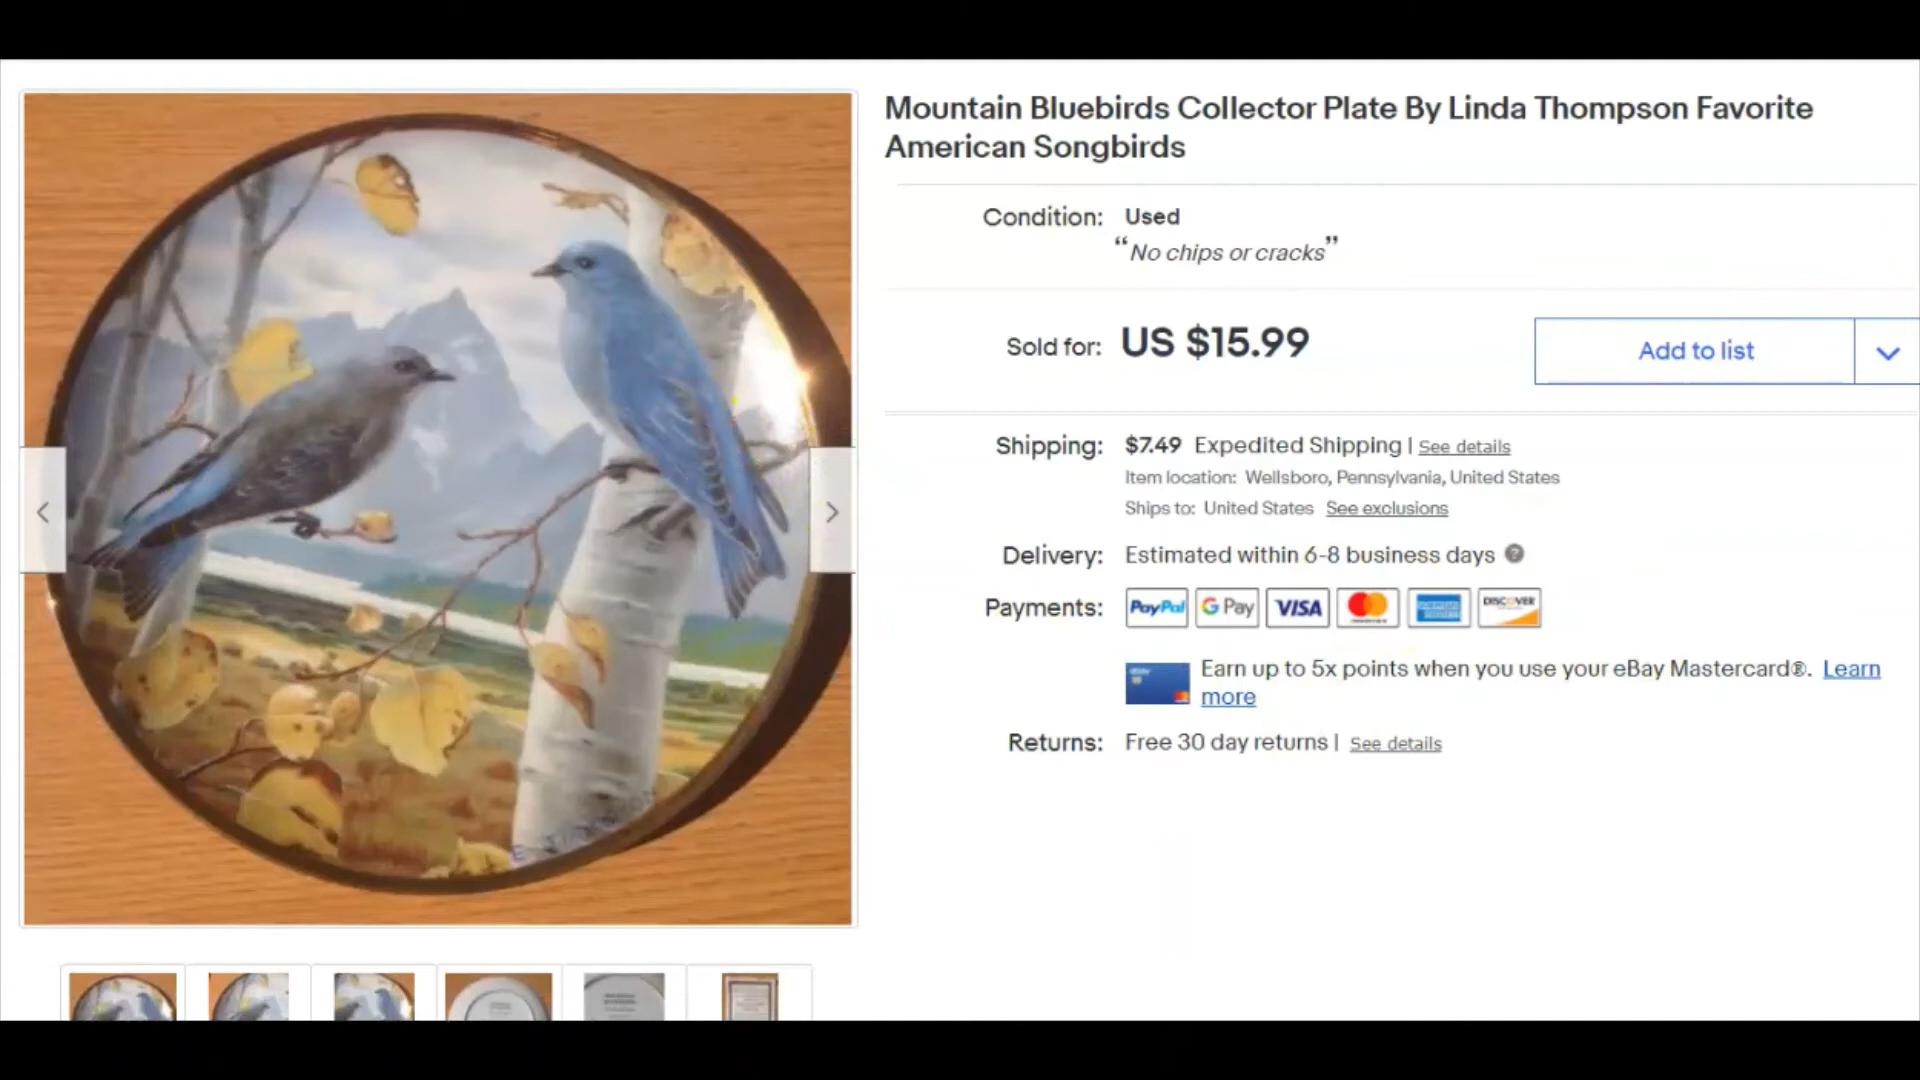 Mountain Bluebirds Collector Plate By Linda Thompson Favorite
American Songbirds
Condition: Used
“No chips or cracks”
Sold for: US $15.99
Add to list
Shipping: $7.49 Expedited Shipping | See details
Item location: Wellsboro, Pennsylvania, United States
Ships to: United States See exclusions
Delivery: Estimated within 6-8 business days ?
Payments: PayPal G Pay VISA DISCOVER
Earn up to 5x points when you use your eBay Mastercard®. Learn
more
Returns: Free 30 day returns | See details